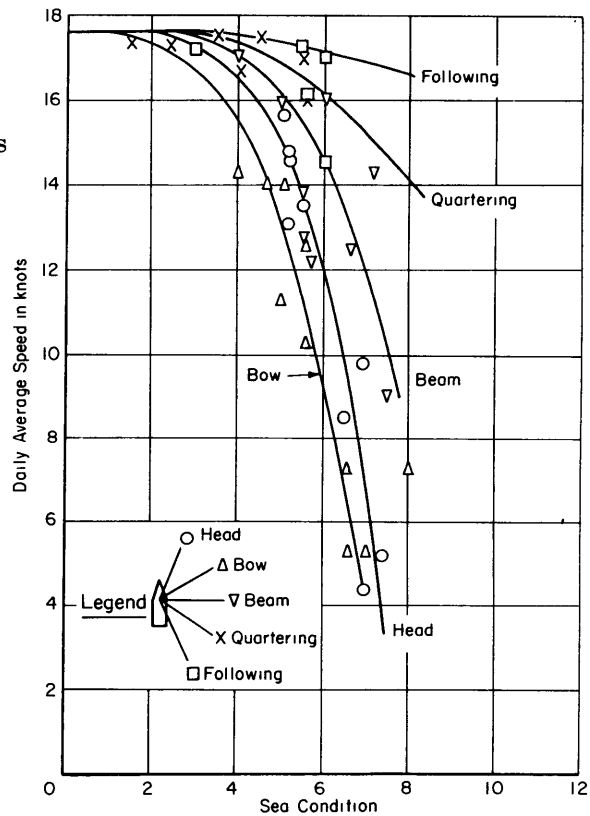 s
18
16
14
12
10
8
6
4
2
0
2
4
6
8
10
12
Daily Average Speed in knots
Sea Condition
Following
Quartering
Beam
Bow
Head
Legend
Head
Bow
Beam
X Quartering
Following